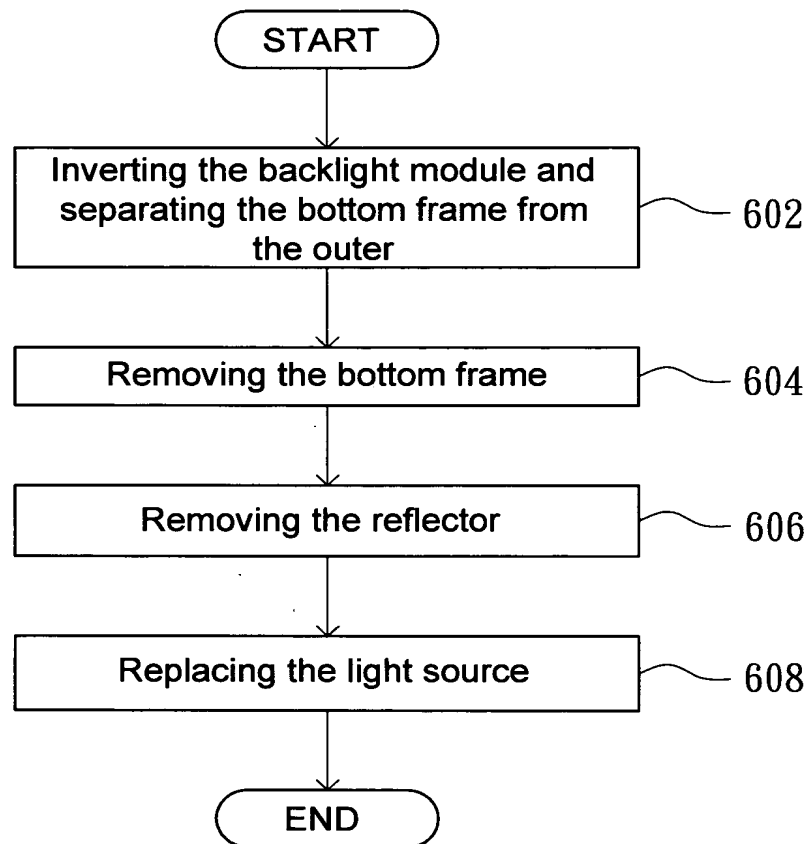 START
Inverting the backlight module and
separating the bottom frame from
the outer
602
Removing the bottom frame
604
Removing the reflector
606
Replacing the light source
608
END